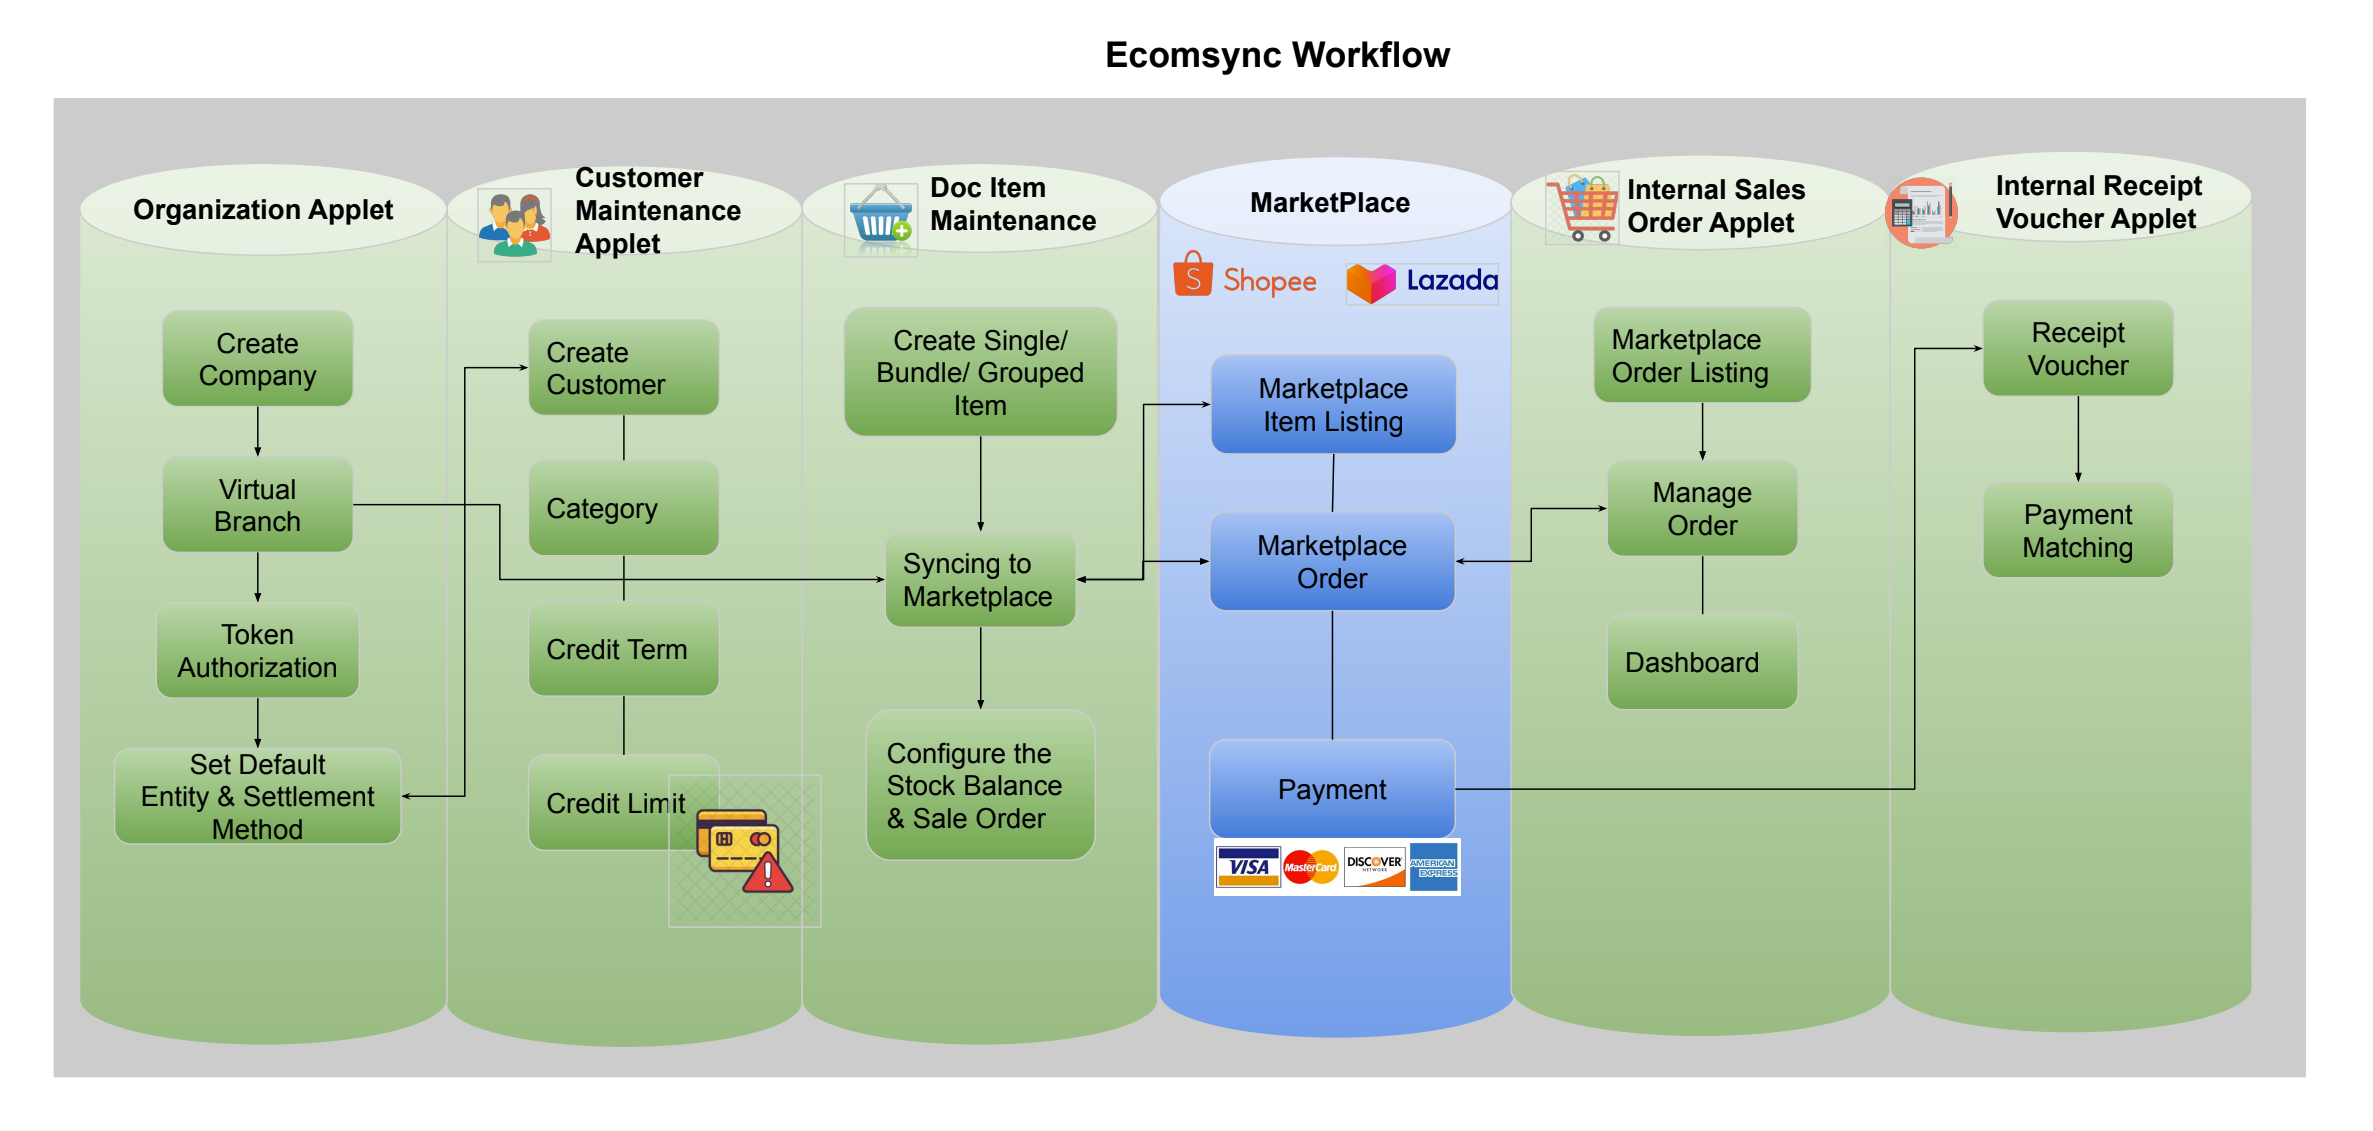 Ecomsync Workflow
Organization Applet
Create
Company
Virtual
Branch
Token
Authorization
Set Default
Entity & Settlement
Method
Customer
Maintenance
Applet
Create
Customer
Category
Credit Term
Credit Limit
Doc Item
Maintenance
Create Single/
Bundle/ Grouped
Item
Syncing to
Marketplace
Configure the
Stock Balance
& Sale Order
MarketPlace
S
Shopee
Lazada
Marketplace
Item Listing
Marketplace
Order
Payment
VISA
MasterCard
DISCOVER
NETWORK
AMERICAN
EXPRESS
Internal Sales
Order Applet
Marketplace
Order Listing
Manage
Order
Dashboard
Internal Receipt
Voucher Applet
Receipt
Voucher
Payment
Matching